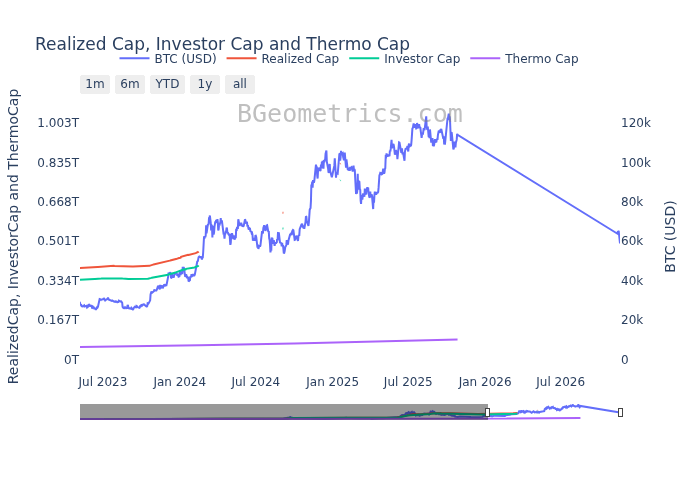 Realized Cap, Investor Cap and Thermo Cap
BTC (USD) Realized Cap Investor Cap Thermo Cap
1m 6m YTD 1y all
BGeometrics.com
1.003T
0.835T
0.668T
0.501T
0.334T
0.167T
0T
RealizedCap, InvestorCap and ThermoCap
120k
100k
80k
60k
40k
20k
0
BTC (USD)
Jul 2023 Jan 2024 Jul 2024 Jan 2025 Jul 2025 Jan 2026 Jul 2026